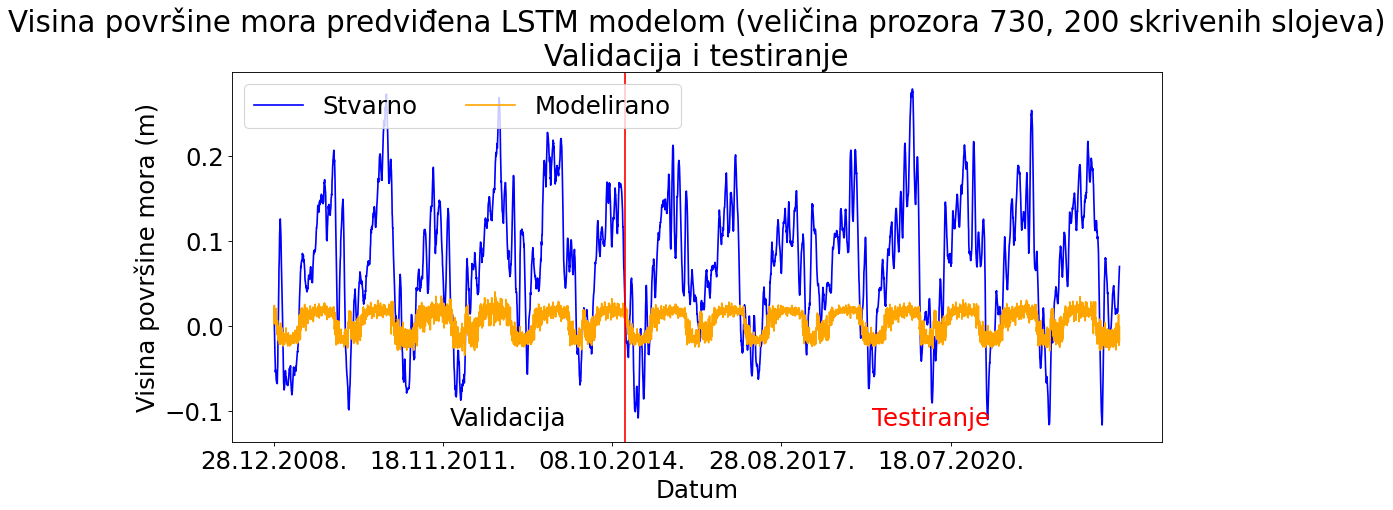 Visina površine mora predviđena LSTM modelom (veličina prozora 730, 200 skrivenih slojeva)
Validacija i testiranje
Stvarno
Modelirano
Visina površine mora (m)
0.2
0.1
0.0
−0.1
Validacija
Testiranje
28.12.2008.
18.11.2011.
08.10.2014.
28.08.2017.
18.07.2020.
Datum